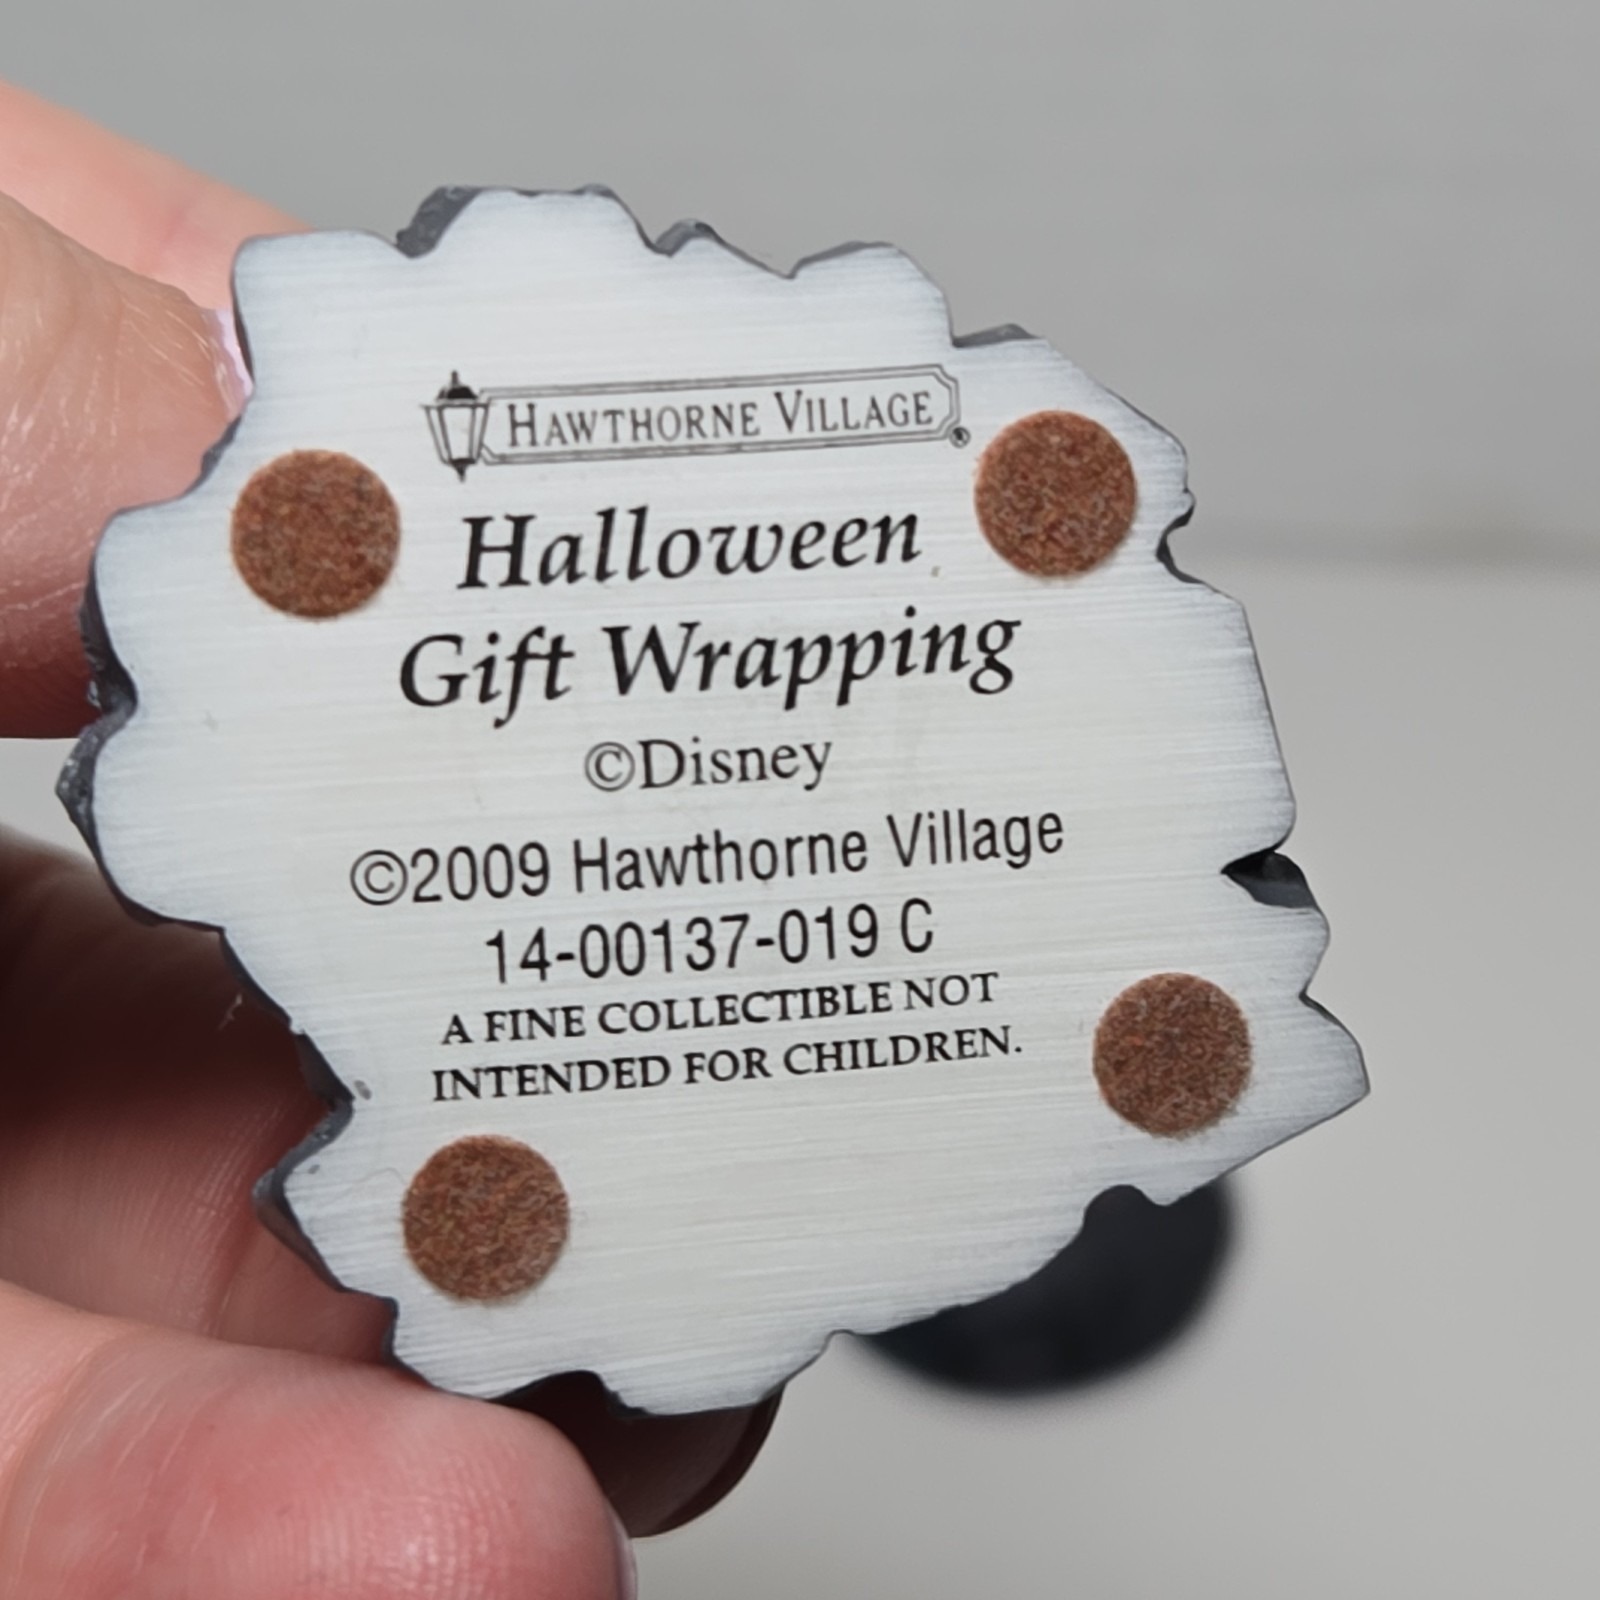 HAWTHORNE VILLAGE®
Halloween
Gift Wrapping
©Disney
©2009 Hawthorne Village
14-00137-019 C
A FINE COLLECTIBLE NOT
INTENDED FOR CHILDREN.